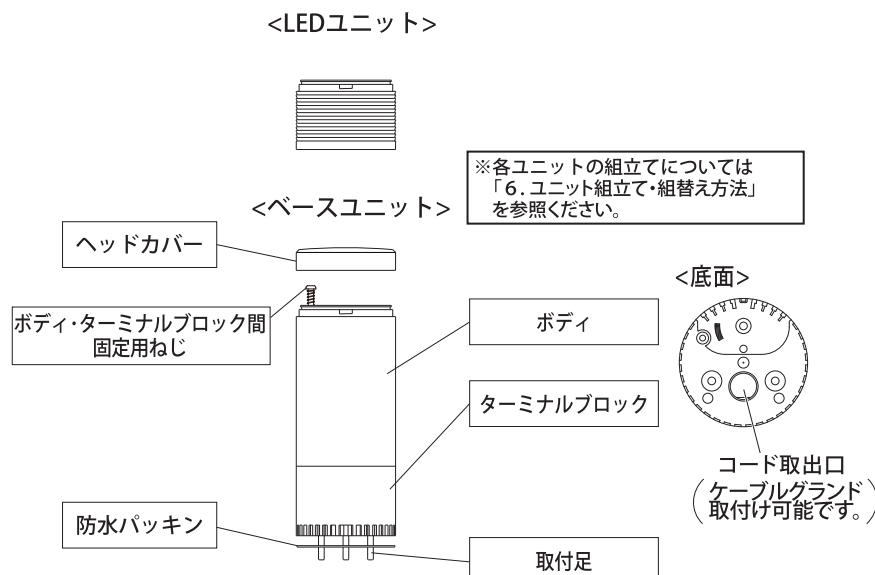 <LEDユニット>
※各ユニットの組立てについては
「6.ユニット組立て・組替え方法」
を参照ください。
<ベースユニット>
ヘッドカバー
<底面>
ボディ・ターミナルブロック間
固定用ねじ
ボディ
ターミナルブロック
コード取出口
(ケーブルグランド
取付け可能です。)
防水パッキン
取付足